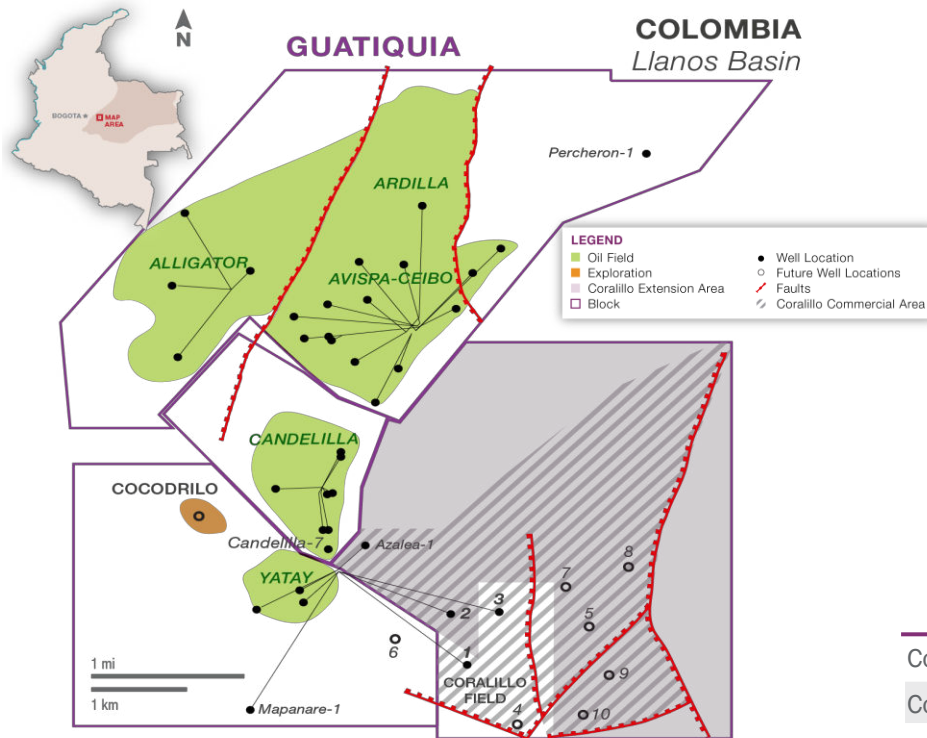 N
GUATIQUIA
COLOMBIA
Llanos Basin
BOGOTA
MAP
AREA
Percheron-1
ARDILLA
ALLIGATOR
AVISPA-CEIBO
LEGEND
Oil Field
Exploration
Coralillo Extension Area
Block
Well Location
Future Well Locations
Faults
Coralillo Commercial Area
CANDELILLA
COCODRILO
Candelilla-7
Azalea-1
YATAY
8
7
3
2
5
6
1
9
CORALILLO
FIELD
4
10
1 mi
1 km
Mapanare-1
Co
Co